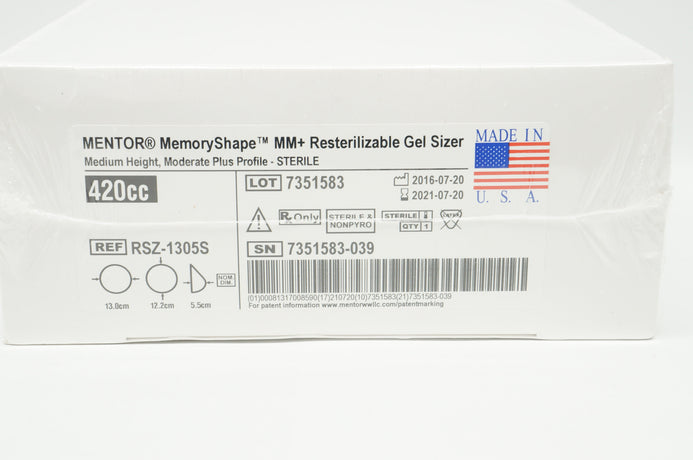 MENTOR® MemoryShape™ MM+ Resterilizable Gel Sizer
Medium Height, Moderate Plus Profile - STERILE
MADE IN
U. S. A.
420cc
LOT 7351583
2016-07-20
2021-07-20
Rx Only
STERILE & NONPYRO
STERILE
QTY 1
REF RSZ-1305S
SN 7351583-039
13.0cm
12.2cm
5.5cm
NOM. DIM.
(01)00081317008590(17)210720(10)7351583(21)7351583-039
For patent information: www.mentorwwllc.com/patentmarking